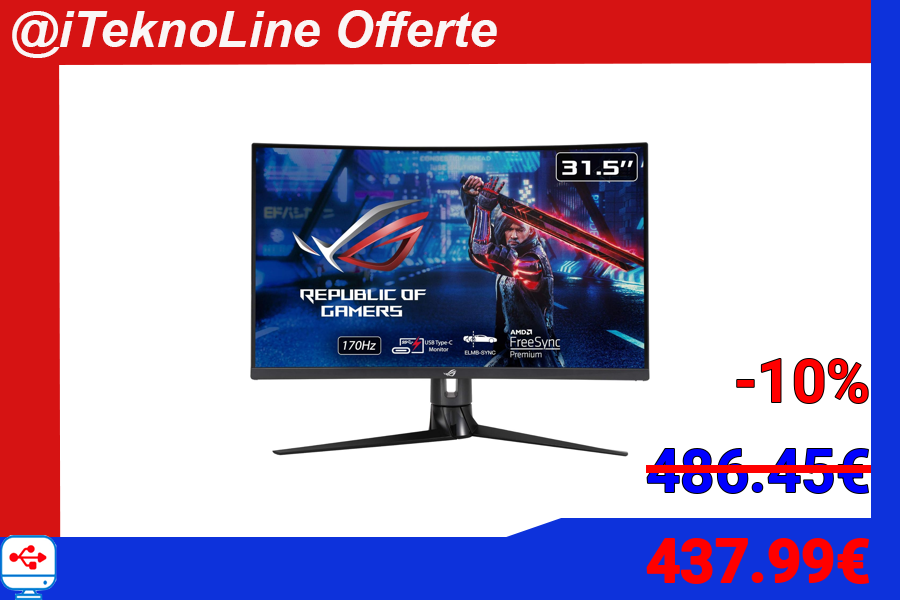 @iTeknoLine Offerte
31.5”
REPUBLIC OF
GAMERS
170Hz
USB Type-C
Monitor
ELMB-SYNC
AMD
FreeSync
Premium
-10%
486.45€
437.99€